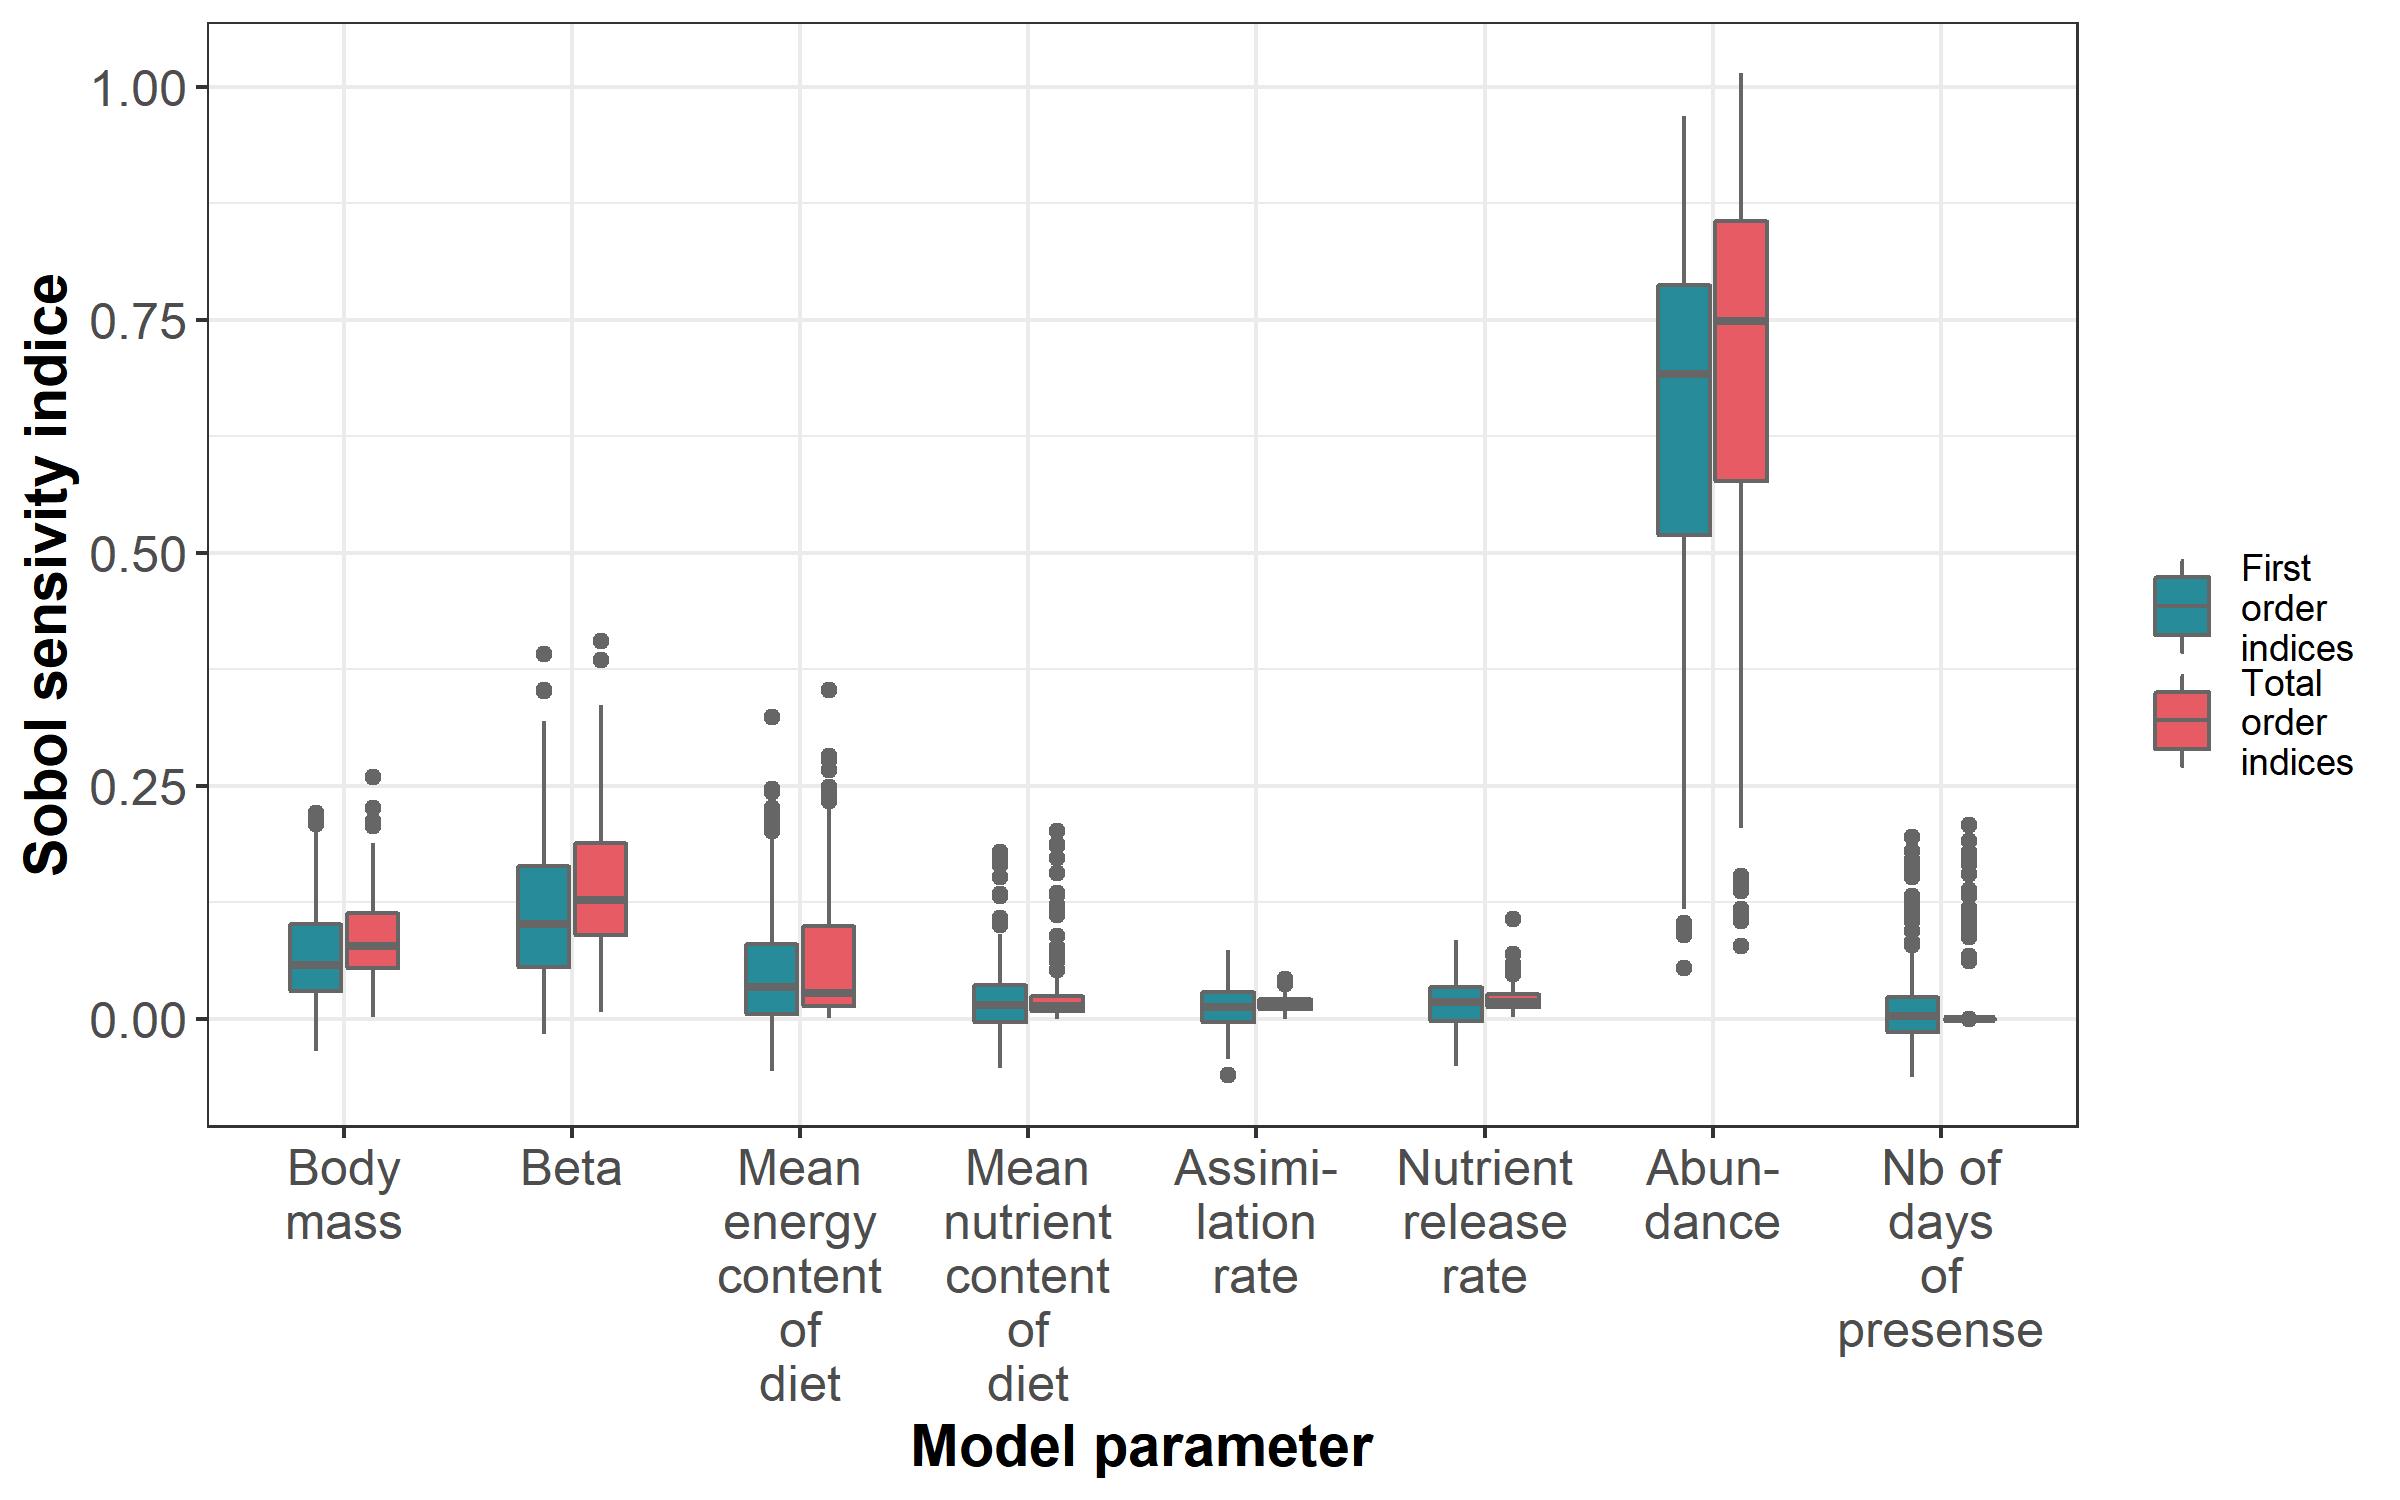 Sobol sensitivity indice
1.00
0.75
0.50
0.25
0.00
Body
mass
Beta
Mean
energy
content
of
diet
Mean
nutrient
content
of
diet
Assimi-
lation
rate
Nutrient
release
rate
Abun-
dance
Nb of
days
of
presense
Model parameter
First
order
indices
Total
order
indices